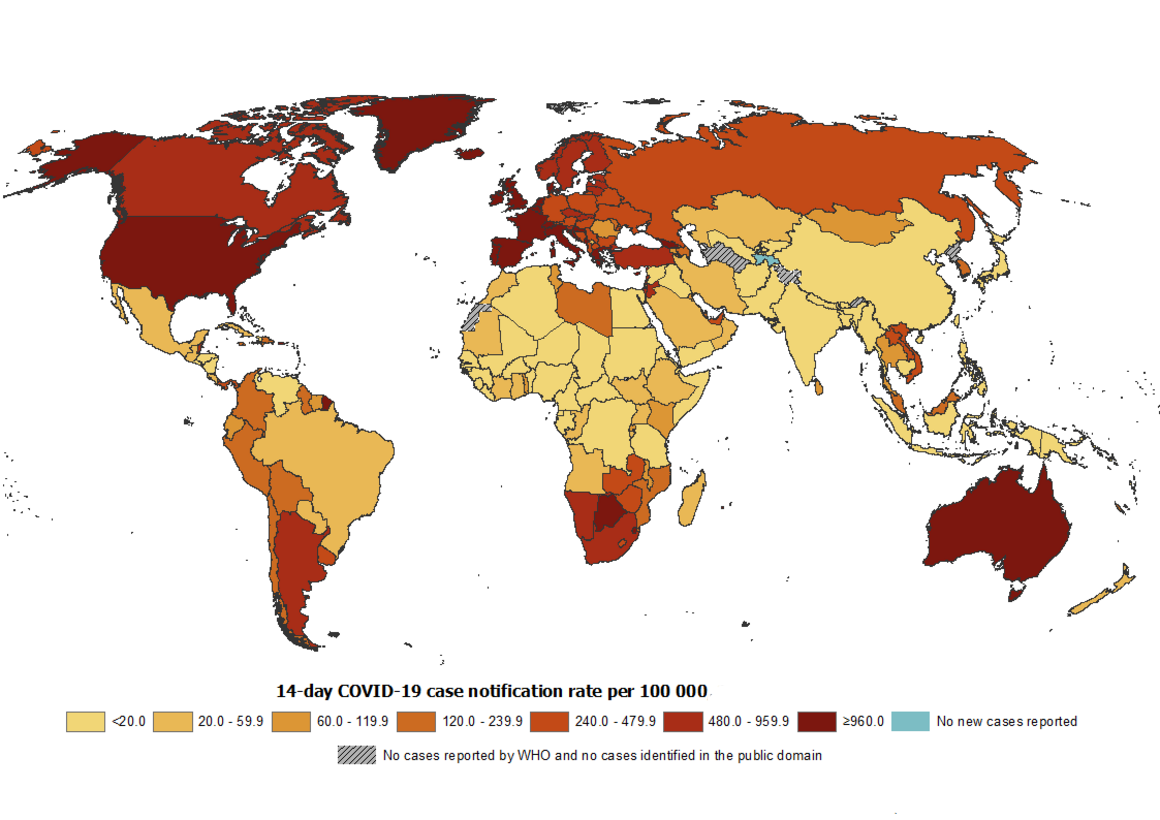 14-day COVID-19 case notification rate per 100 000
<20.0 20.0 - 59.9 60.0 - 119.9 120.0 - 239.9 240.0 - 479.9 480.0 - 959.9 ≥960.0 No new cases reported
No cases reported by WHO and no cases identified in the public domain